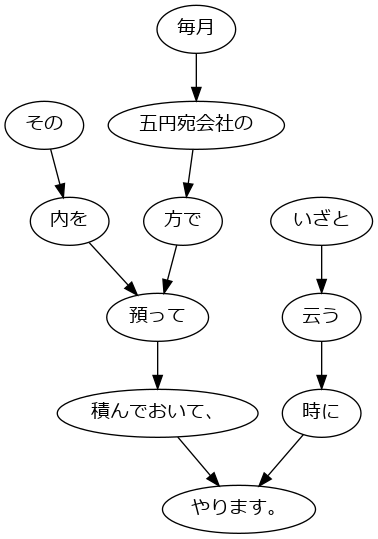 毎月
その
五円宛会社の
内を
方で
いざと
預って
云う
積んでおいて、
時に
やります。